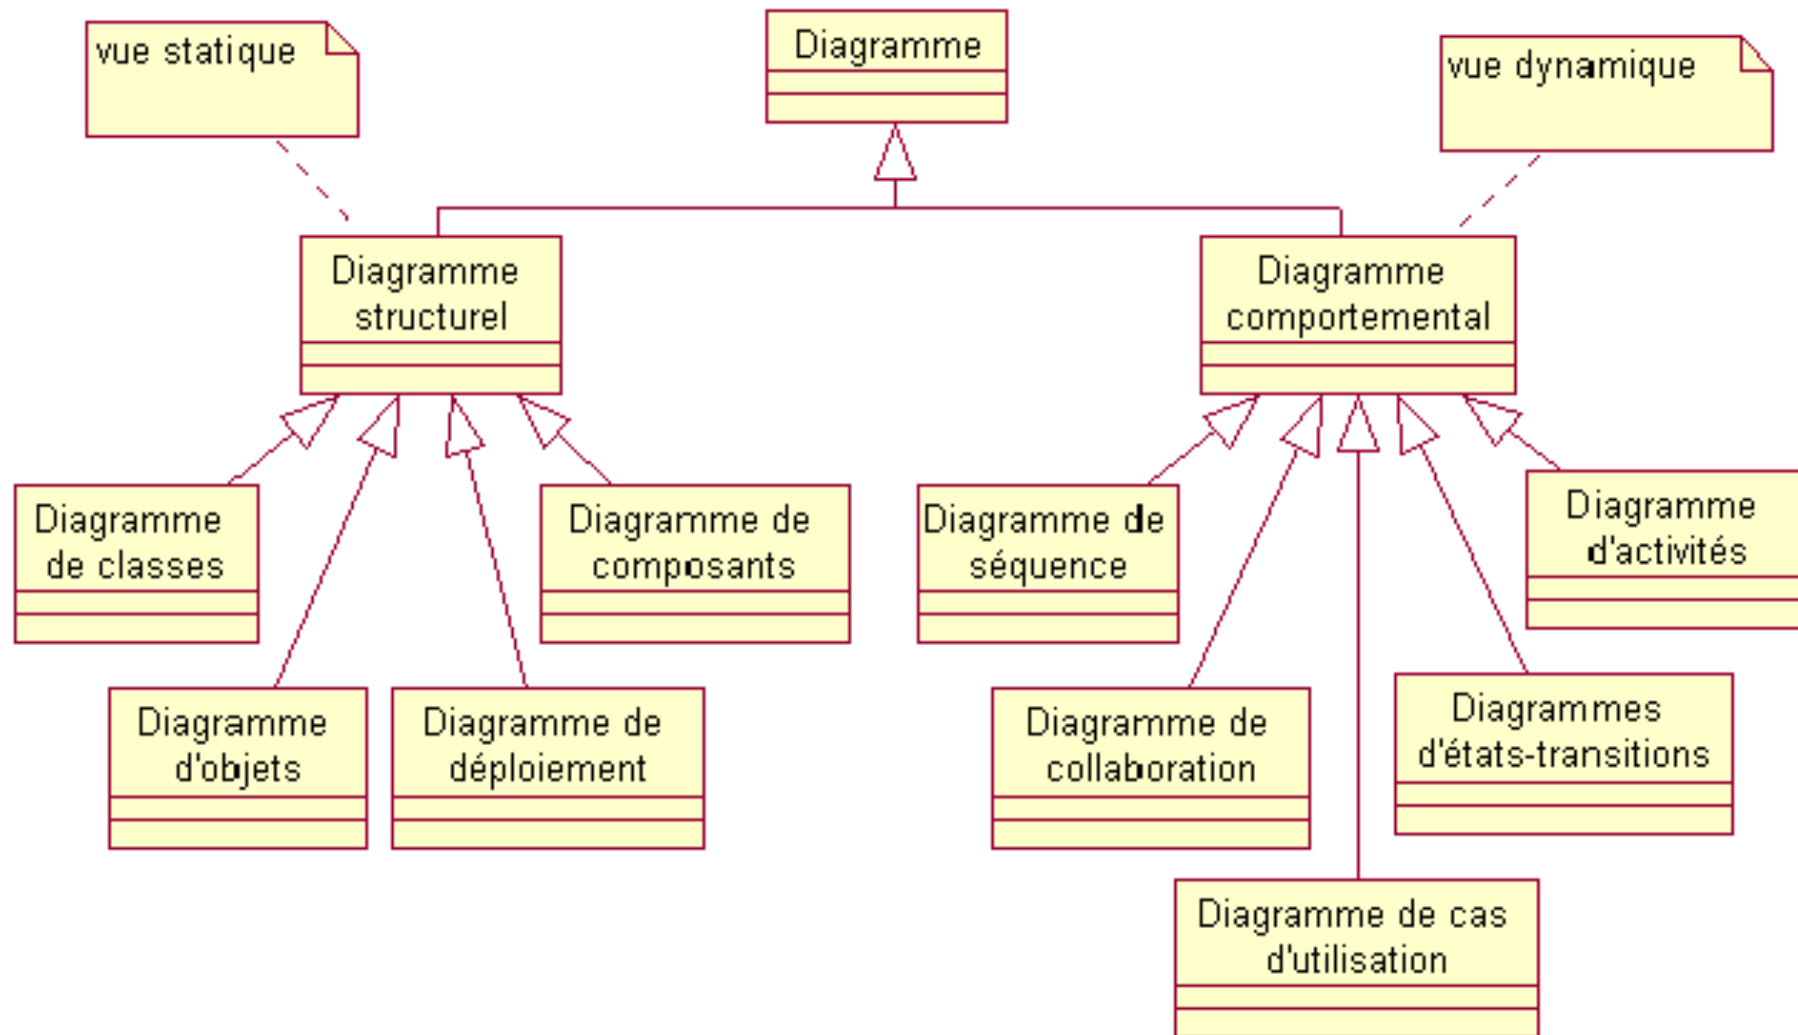 vue statique
Diagramme
vue dynamique
Diagramme
structurel
Diagramme
comportemental
Diagramme
de classes
Diagramme de
composants
Diagramme de
séquence
Diagramme
d'activités
Diagramme
d'objets
Diagramme de
déploiement
Diagramme de
collaboration
Diagrammes
d'états-transitions
Diagramme de cas
d'utilisation